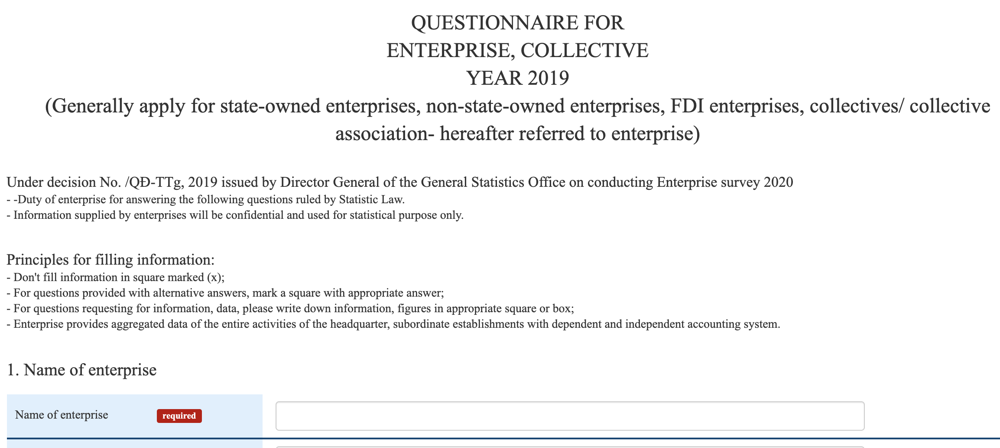 QUESTIONNAIRE FOR
ENTERPRISE, COLLECTIVE
YEAR 2019
(Generally apply for state-owned enterprises, non-state-owned enterprises, FDI enterprises, collectives/ collective
association- hereafter referred to enterprise)
Under decision No. /QĐ-TTg, 2019 issued by Director General of the General Statistics Office on conducting Enterprise survey 2020
- -Duty of enterprise for answering the following questions ruled by Statistic Law.
- Information supplied by enterprises will be confidential and used for statistical purpose only.
Principles for filling information:
- Don't fill information in square marked (x);
- For questions provided with alternative answers, mark a square with appropriate answer;
- For questions requesting for information, data, please write down information, figures in appropriate square or box;
- Enterprise provides aggregated data of the entire activities of the headquarter, subordinate establishments with dependent and independent accounting system.
1. Name of enterprise
Name of enterprise required